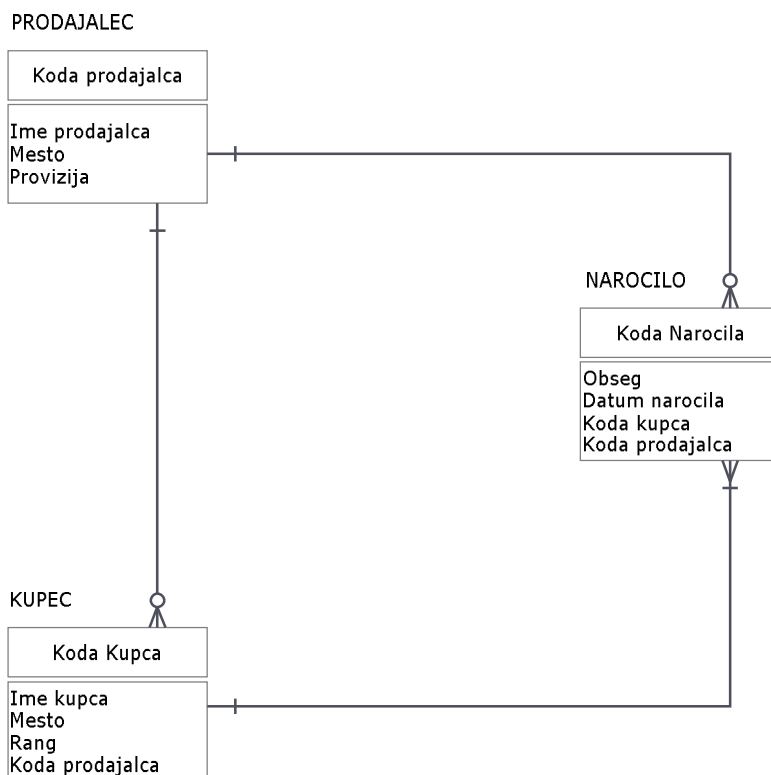 PRODAJALEC
Koda prodajalca
Ime prodajalca
Mesto
Provizija
NAROCILO
Koda Narocila
Obseg
Datum narocila
Koda kupca
Koda prodajalca
KUPEC
Koda Kupca
Ime kupca
Mesto
Rang
Koda prodajalca